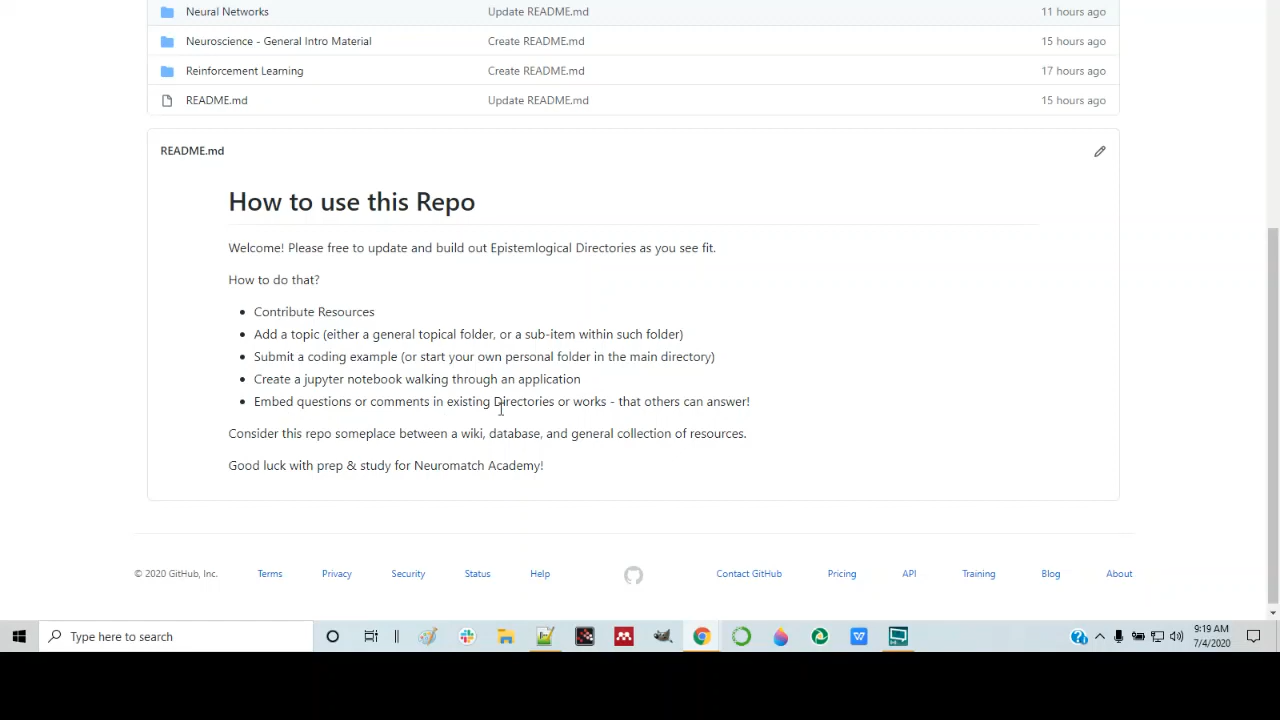 Neural Networks Update README.md 11 hours ago
Neuroscience - General Intro Material Create README.md 15 hours ago
Reinforcement Learning Create README.md 17 hours ago
README.md Update README.md 15 hours ago
README.md
How to use this Repo
Welcome! Please free to update and build out Epistemlogical Directories as you see fit.
How to do that?
Contribute Resources
Add a topic (either a general topical folder, or a sub-item within such folder)
Submit a coding example (or start your own personal folder in the main directory)
Create a jupyter notebook walking through an application
Embed questions or comments in existing Directories or works - that others can answer!
Consider this repo someplace between a wiki, database, and general collection of resources.
Good luck with prep & study for Neuromatch Academy!
© 2020 GitHub, Inc. Terms Privacy Security Status Help Contact GitHub Pricing API Training Blog About
Type here to search
9:19 AM
7/4/2020